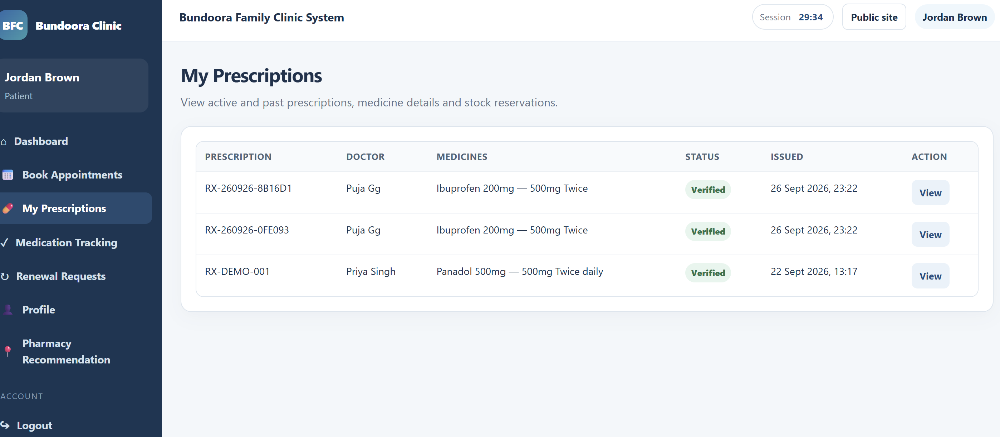 BFC Bundoora Clinic
Jordan Brown
Patient
Dashboard
Book Appointments
My Prescriptions
Medication Tracking
Renewal Requests
Profile
Pharmacy
Recommendation
ACCOUNT
Logout
Bundoora Family Clinic System
Session 29:34
Public site
Jordan Brown
My Prescriptions
View active and past prescriptions, medicine details and stock reservations.
PRESCRIPTION DOCTOR MEDICINES STATUS ISSUED ACTION
RX-260926-8B16D1 Puja Gg Ibuprofen 200mg — 500mg Twice Verified 26 Sept 2026, 23:22 View
RX-260926-0FE093 Puja Gg Ibuprofen 200mg — 500mg Twice Verified 26 Sept 2026, 23:22 View
RX-DEMO-001 Priya Singh Panadol 500mg — 500mg Twice daily Verified 22 Sept 2026, 13:17 View